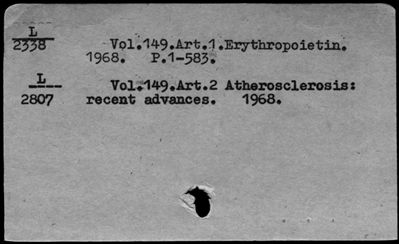 L
2338 Vol.149.Art.1.Erythropoietin.
1968. P.1-583.
L
Vol.149.Art.2 Atherosclerosis:
2807 recent advances. 1968.